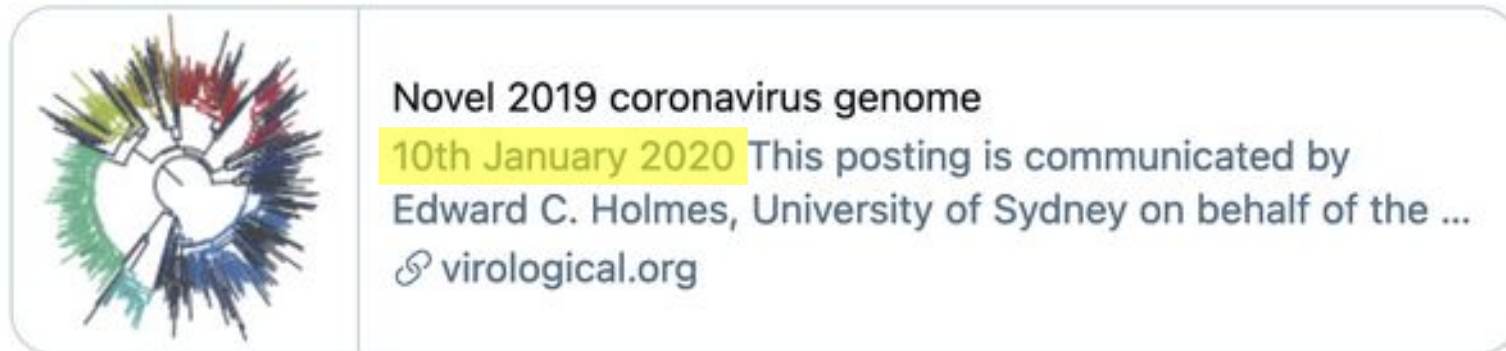 Novel 2019 coronavirus genome
10th January 2020 This posting is communicated by
Edward C. Holmes, University of Sydney on behalf of the ...
virological.org